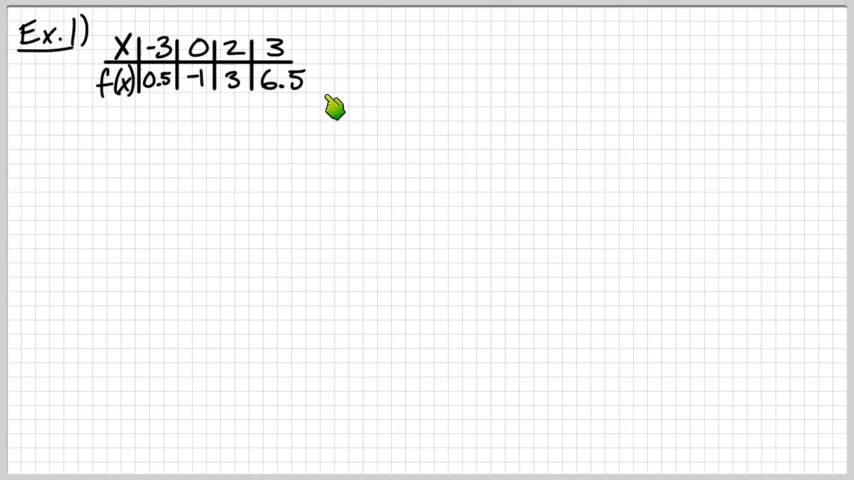 Ex. 1)
X | -3 | 0 | 2 | 3
f(x) | 0.5 | -1 | 3 | 6.5